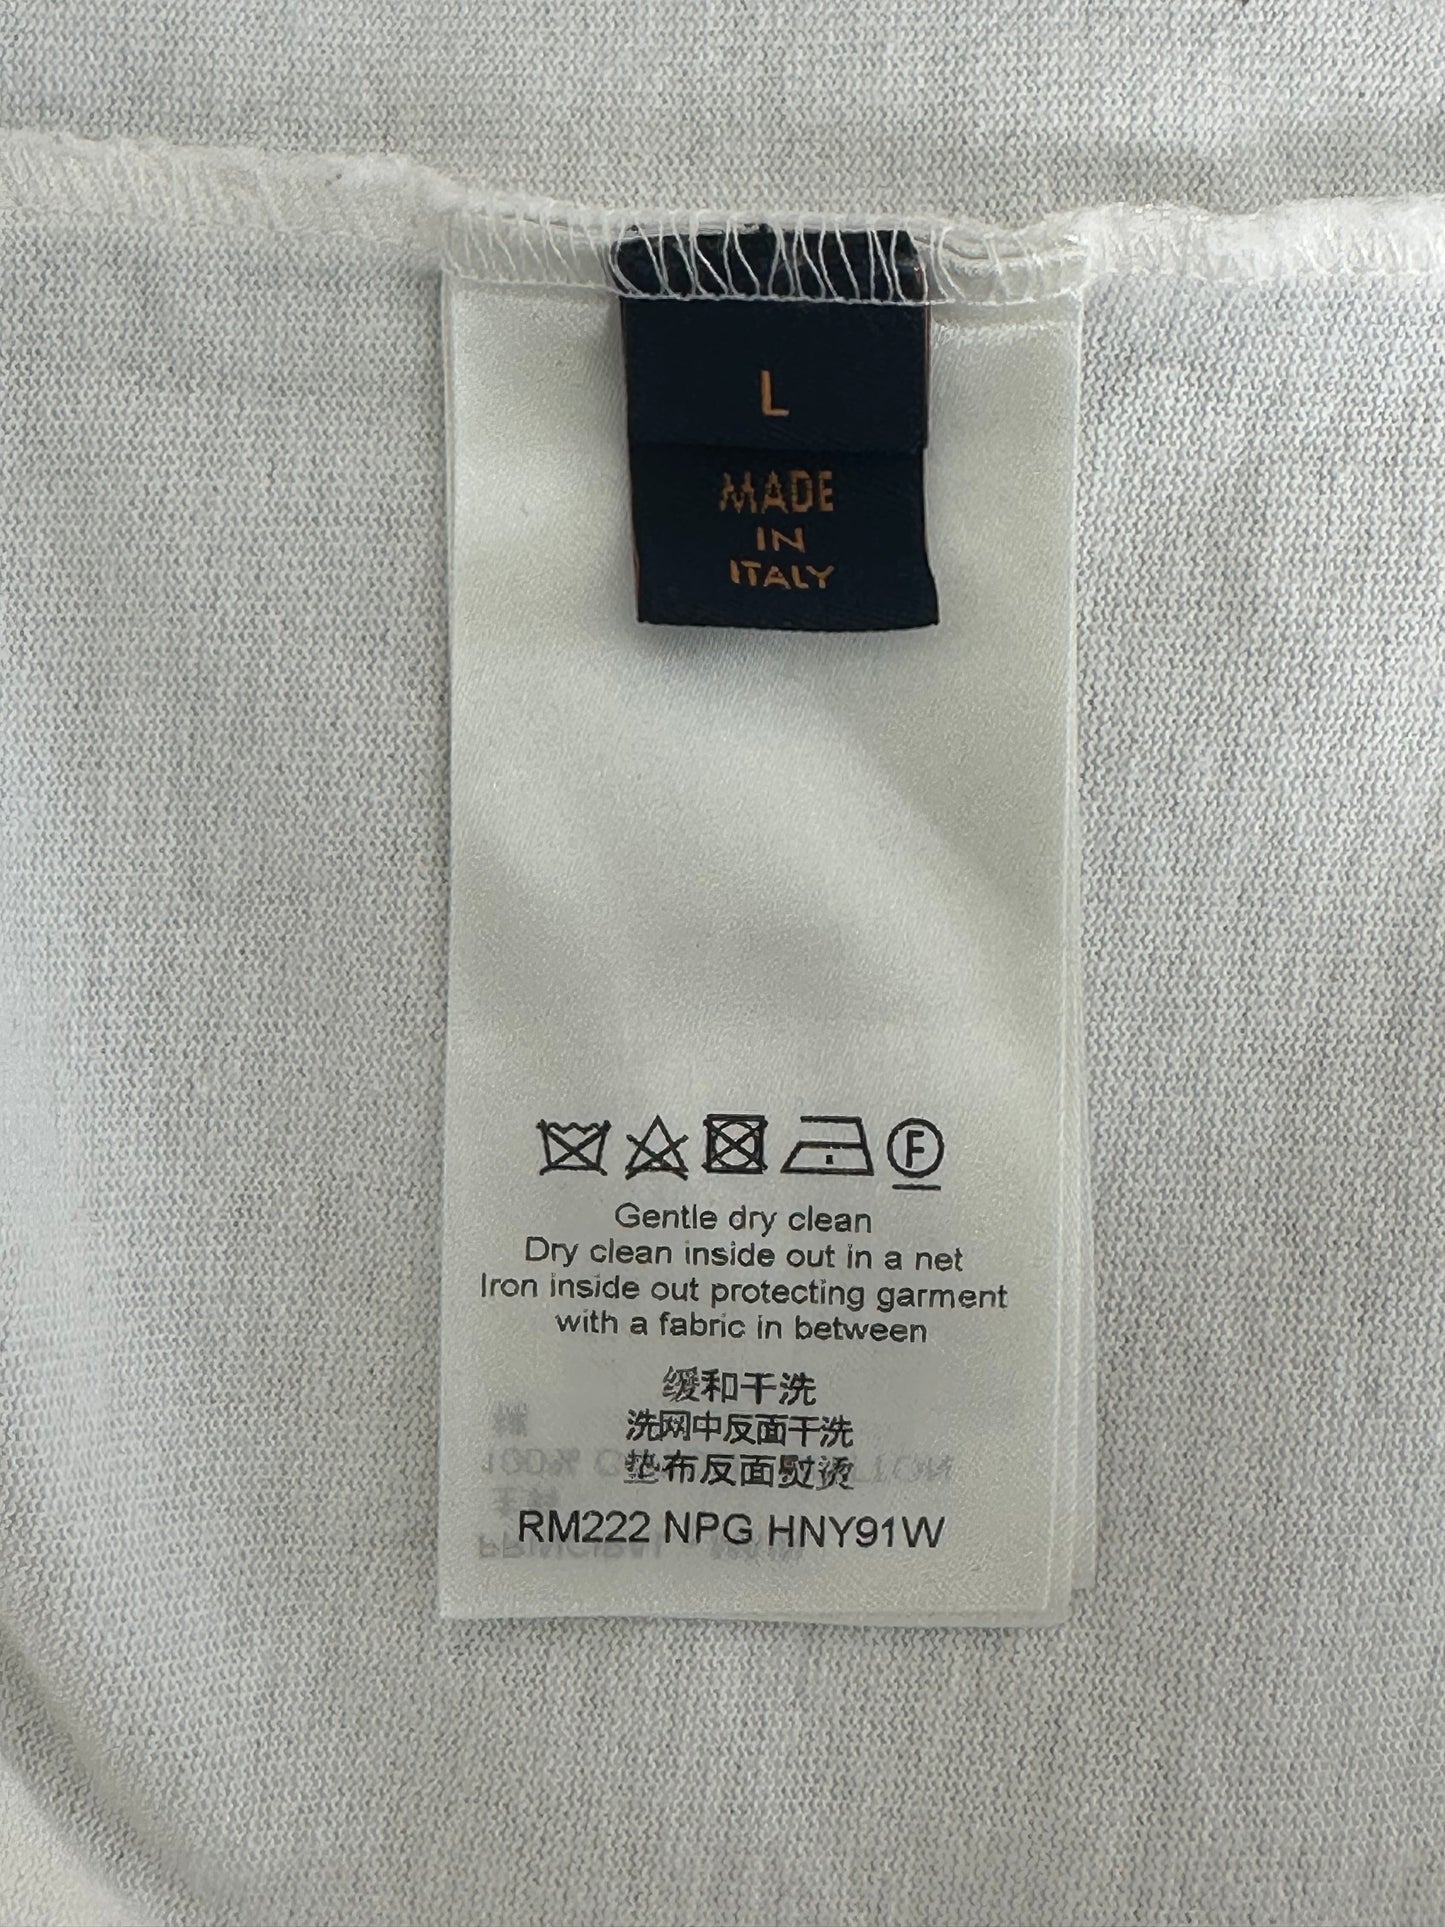 L
MADE
IN
ITALY
F
Gentle dry clean
Dry clean inside out in a net
Iron inside out protecting garment
with a fabric in between
缓和干洗
洗网中反面干洗
垫布反面熨烫
RM222 NPG HNY91W